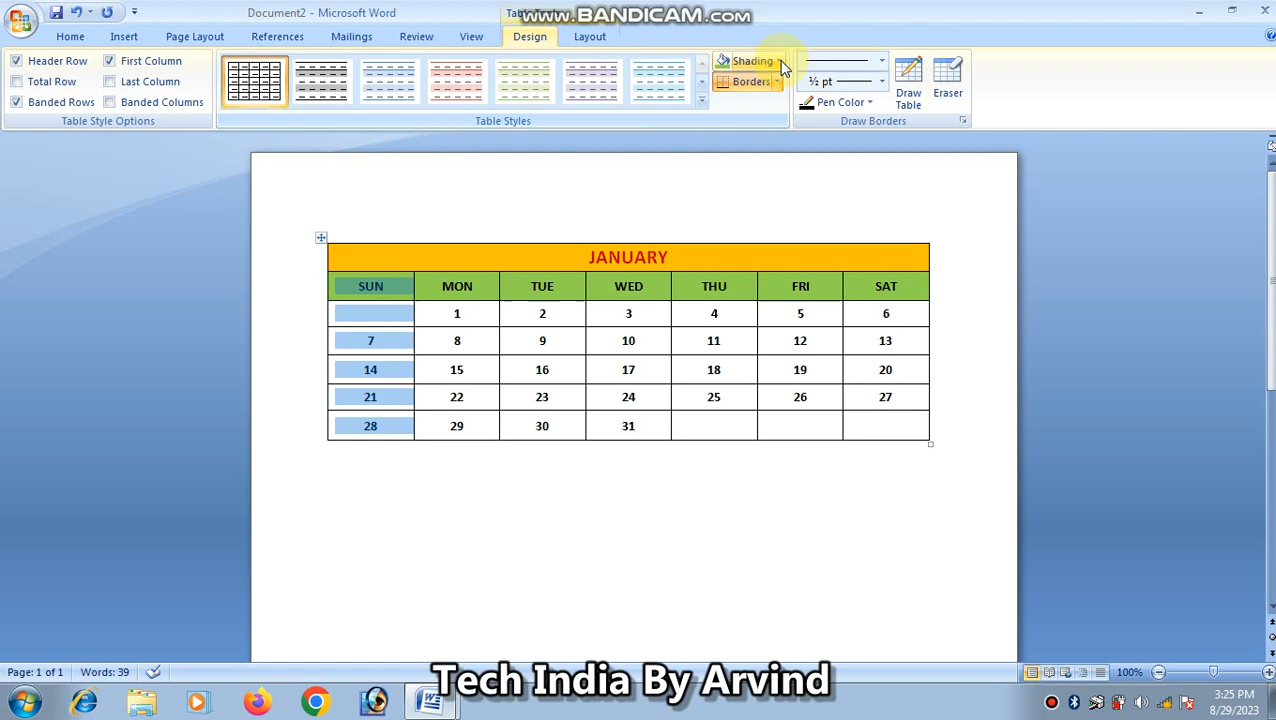 Document2 - Microsoft Word
Table Tools
www.BANDICAM.com
Home Insert Page Layout References Mailings Review View Design Layout
Header Row First Column
Total Row Last Column
Banded Rows Banded Columns
Table Style Options
Table Styles
Shading
Borders
½ pt
Pen Color
Draw Table
Eraser
Draw Borders
JANUARY
SUN MON TUE WED THU FRI SAT
1 2 3 4 5 6
7 8 9 10 11 12 13
14 15 16 17 18 19 20
21 22 23 24 25 26 27
28 29 30 31
Page: 1 of 1 Words: 39 100%
Tech India By Arvind
3:25 PM
8/29/2023